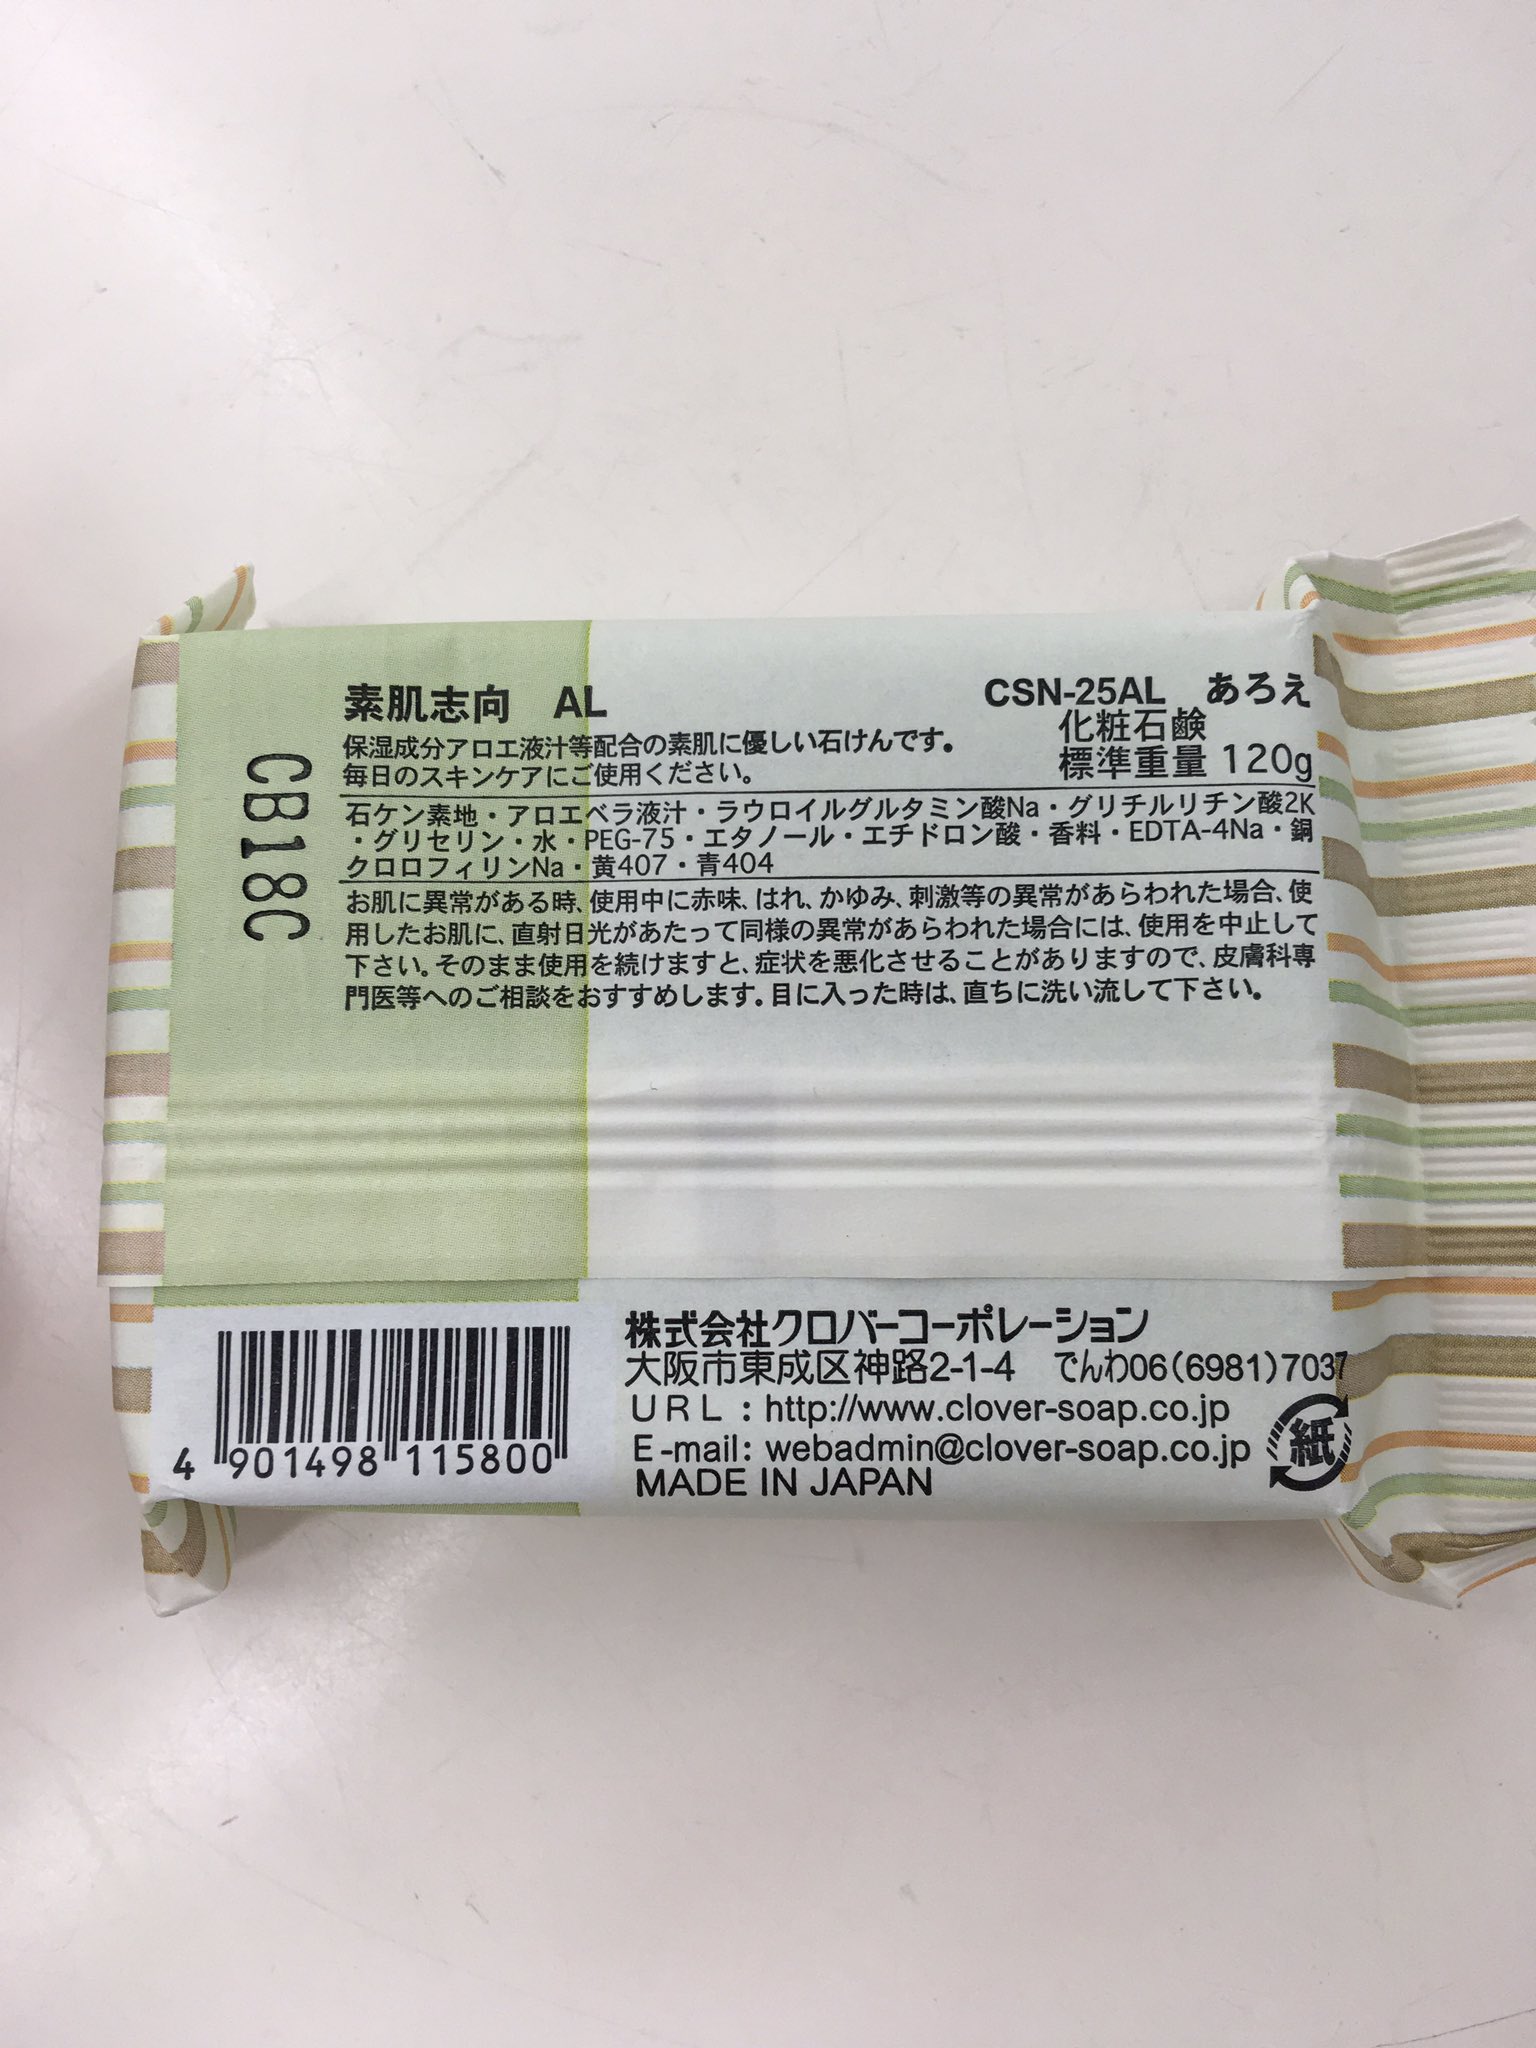 素肌志向　AL
CSN-25AL　あろえ
化粧石鹸
標準重量 120g
保湿成分アロエ液汁等配合の素肌に優しい石けんです。
毎日のスキンケアにご使用ください。
石ケン素地・アロエベラ液汁・ラウロイルグルタミン酸Na・グリチルリチン酸2K
・グリセリン・水・PEG-75・エタノール・エチドロン酸・香料・EDTA-4Na・銅
クロロフィリンNa・黄407・青404
お肌に異常がある時、使用中に赤味、はれ、かゆみ、刺激等の異常があらわれた場合、使
用したお肌に、直射日光があたって同様の異常があらわれた場合には、使用を中止して
下さい。そのまま使用を続けますと、症状を悪化させることがありますので、皮膚科専
門医等へのご相談をおすすめします。目に入った時は、直ちに洗い流して下さい。
CB18C
株式会社クロバーコーポレーション
大阪市東成区神路2-1-4　でんわ06(6981)7037
URL : http://www.clover-soap.co.jp
E-mail: webadmin@clover-soap.co.jp
MADE IN JAPAN
紙
4 901498 115800